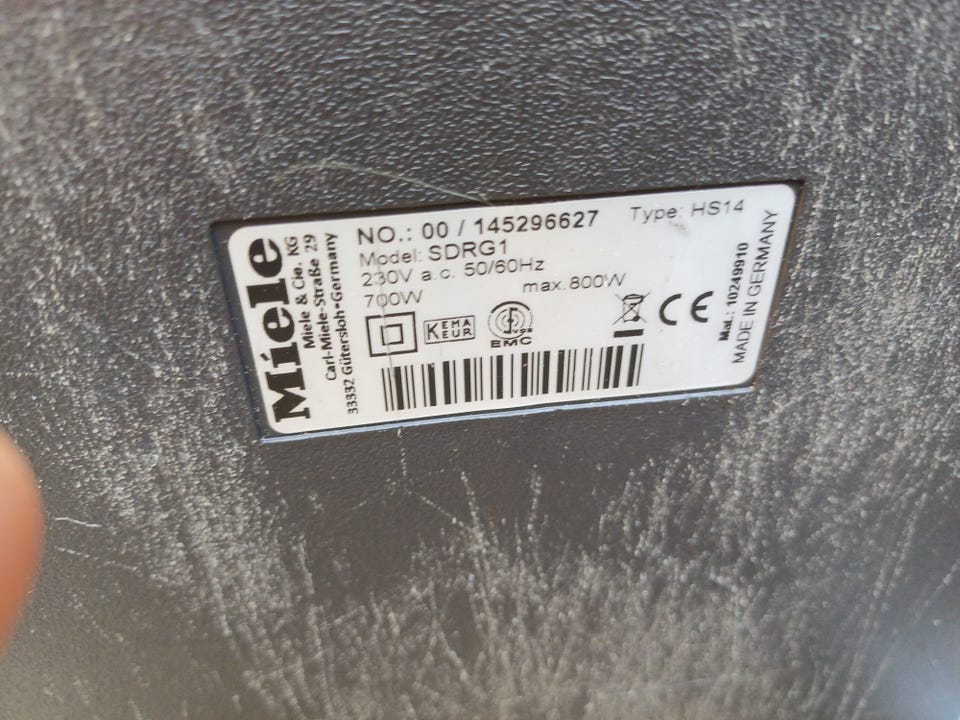 Miele
Miele & Cie. KG
Carl-Miele-Straße 29
33332 Gütersloh•Germany
NO.: 00 / 145296627
Type: HS14
Model: SDRG1
230V a.c. 50/60Hz
700W max.800W
KEMA
KEUR
VDE
EMC
CE
Mat.: 10249910
MADE IN GERMANY